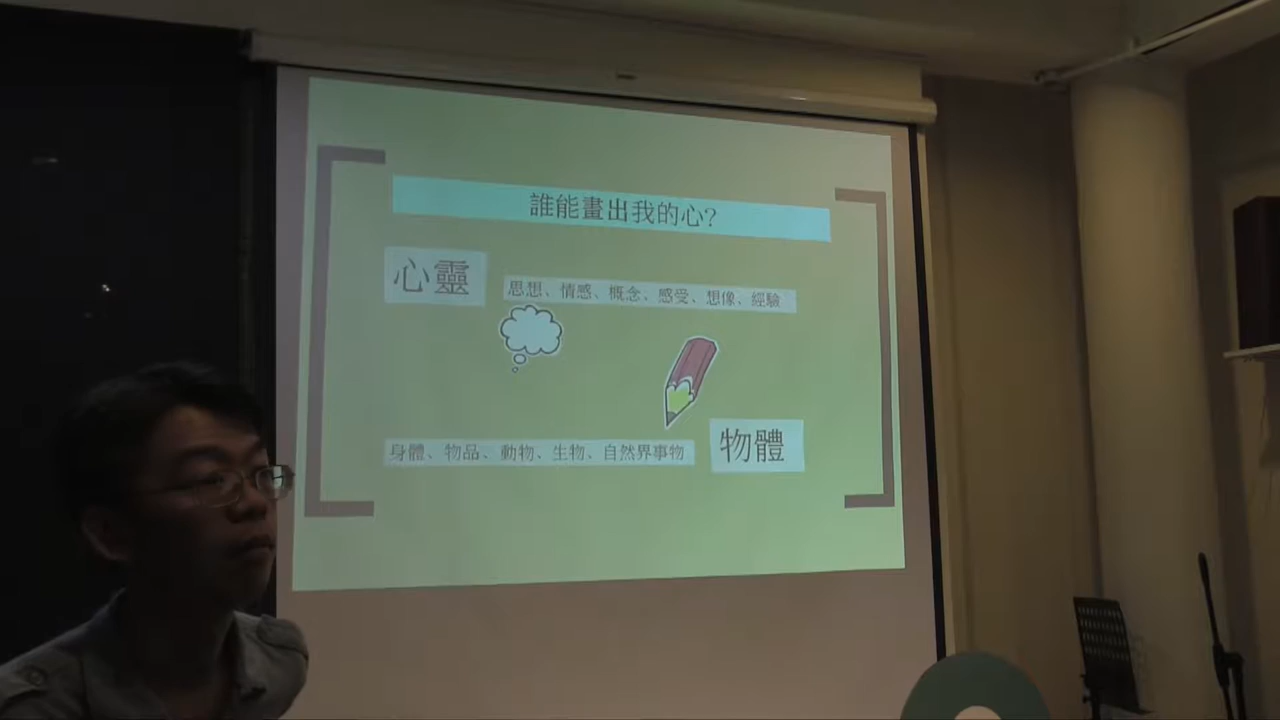 誰能畫出我的心?
心靈
思想、情感、概念、感受、想像、經驗
身體、物品、動物、生物、自然界事物
物體